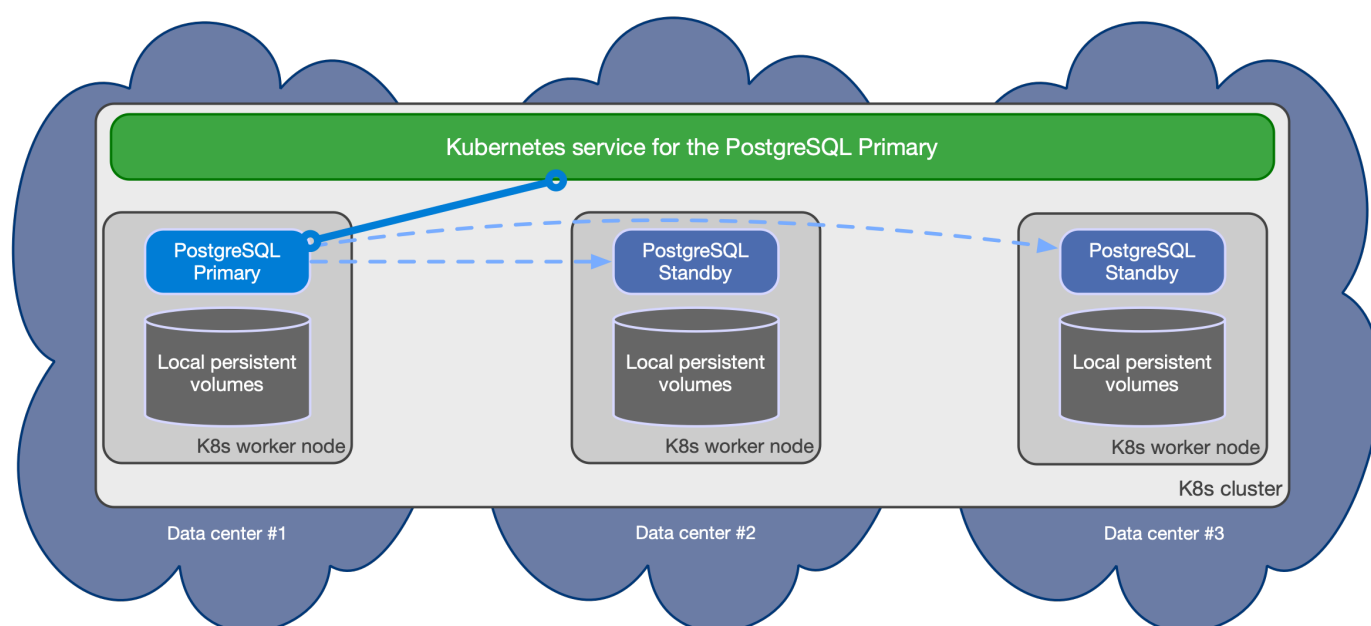 Kubernetes service for the PostgreSQL Primary
PostgreSQL
Primary
PostgreSQL
Standby
PostgreSQL
Standby
Local persistent
volumes
Local persistent
volumes
Local persistent
volumes
K8s worker node
K8s worker node
K8s worker node
K8s cluster
Data center #1
Data center #2
Data center #3